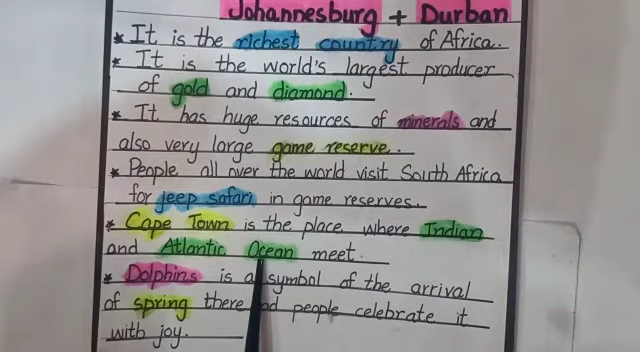 Johannesburg + Durban
* It is the richest country of Africa.
* It is the world's largest producer
of gold and diamond.
* It has huge resources of minerals and
also very large game reserve.
* People all over the world visit South Africa
for jeep safari in game reserves.
* Cape Town is the place where Indian
and Atlantic Ocean meet.
* Dolphins is a symbol of the arrival
of spring there and people celebrate it
with joy.